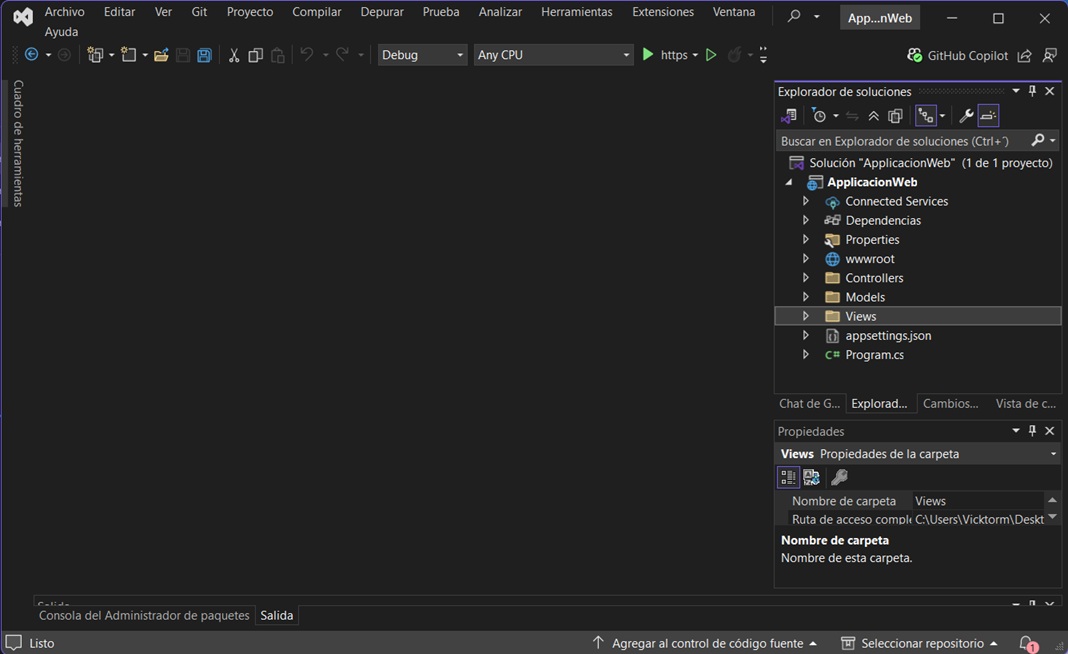 Archivo Editar Ver Git Proyecto Compilar Depurar Prueba Analizar Herramientas Extensiones Ventana App...nWeb
Ayuda
Debug Any CPU https GitHub Copilot
Cuadro de herramientas
Explorador de soluciones
Buscar en Explorador de soluciones (Ctrl+´)
Solución "ApplicacionWeb" (1 de 1 proyecto)
ApplicacionWeb
Connected Services
Dependencias
Properties
wwwroot
Controllers
Models
Views
appsettings.json
C# Program.cs
Chat de G... Explorad... Cambios... Vista de c...
Propiedades
Views Propiedades de la carpeta
Nombre de carpeta Views
Ruta de acceso comple C:\Users\Vicktorm\Deskt
Nombre de carpeta
Nombre de esta carpeta.
Salida
Consola del Administrador de paquetes Salida
Listo Agregar al control de código fuente Seleccionar repositorio 1